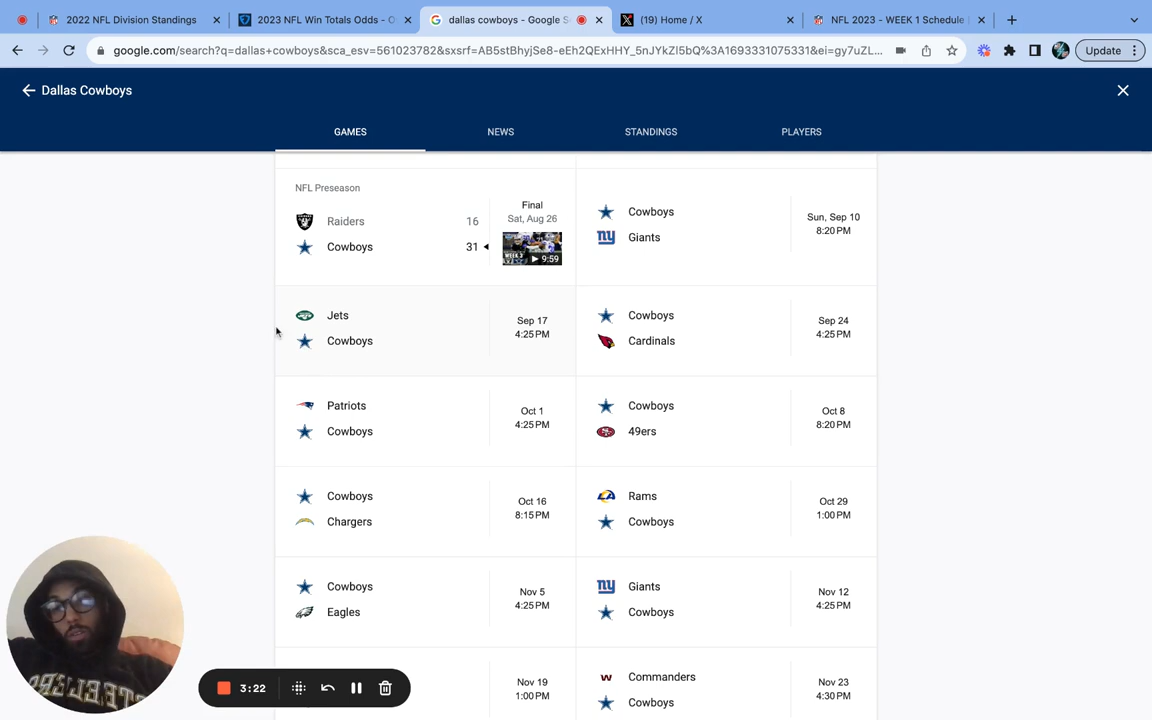 2022 NFL Division Standings
2023 NFL Win Totals Odds - O
dallas cowboys - Google S
(19) Home / X
NFL 2023 - WEEK 1 Schedule
google.com/search?q=dallas+cowboys&sca_esv=561023782&sxsrf=AB5stBhyjSe8-eEh2QExHHY_5nJYkZl5bQ%3A1693331075331&ei=gy7uZL...
Update
Dallas Cowboys
GAMES
NEWS
STANDINGS
PLAYERS
NFL Preseason
Raiders 16
Cowboys 31
Final
Sat, Aug 26
9:59
Cowboys
Giants
Sun, Sep 10
8:20 PM
Jets
Cowboys
Sep 17
4:25 PM
Cowboys
Cardinals
Sep 24
4:25 PM
Patriots
Cowboys
Oct 1
4:25 PM
Cowboys
49ers
Oct 8
8:20 PM
Cowboys
Chargers
Oct 16
8:15 PM
Rams
Cowboys
Oct 29
1:00 PM
Cowboys
Eagles
Nov 5
4:25 PM
Giants
Cowboys
Nov 12
4:25 PM
Nov 19
1:00 PM
Commanders
Cowboys
Nov 23
4:30 PM
3:22
STEELERS